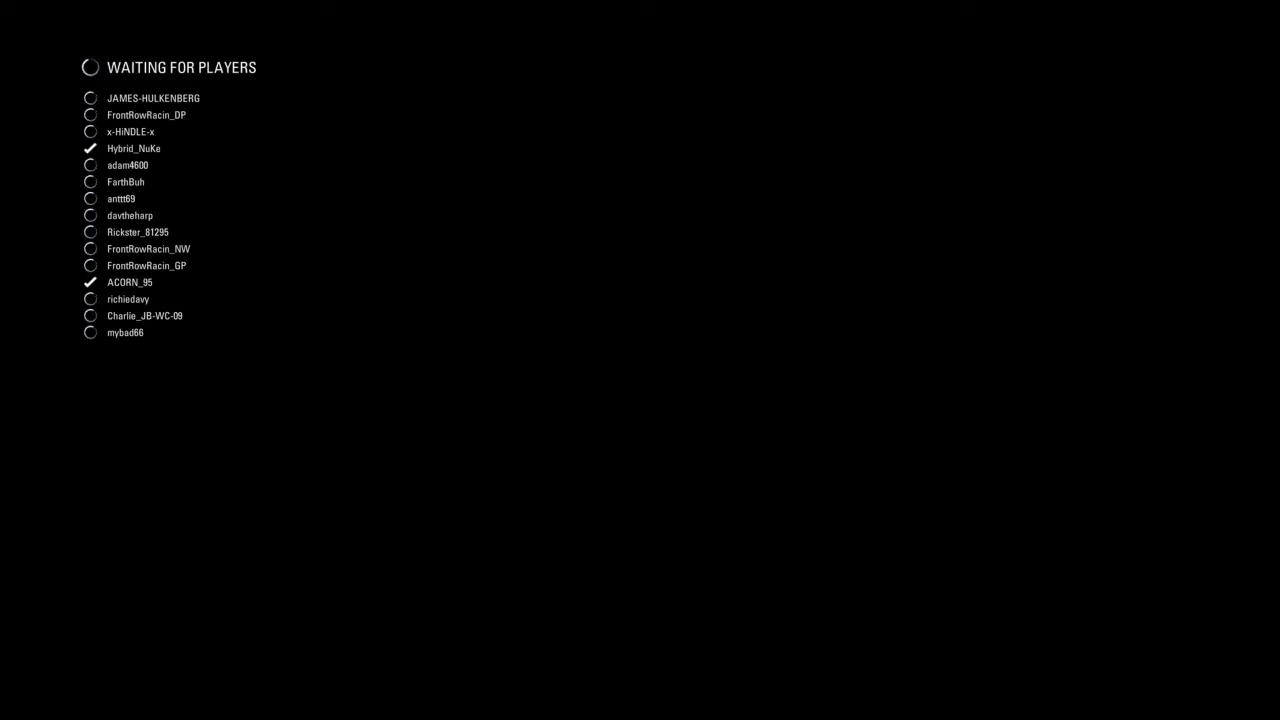 WAITING FOR PLAYERS
JAMES-HULKENBERG
FrontRowRacin_DP
x-HiNDLE-x
Hybrid_NuKe
adam4600
FarthBuh
anttt69
davtheharp
Rickster_81295
FrontRowRacin_NW
FrontRowRacin_GP
ACORN_95
richiedavy
Charlie_JB-WC-09
mybad66